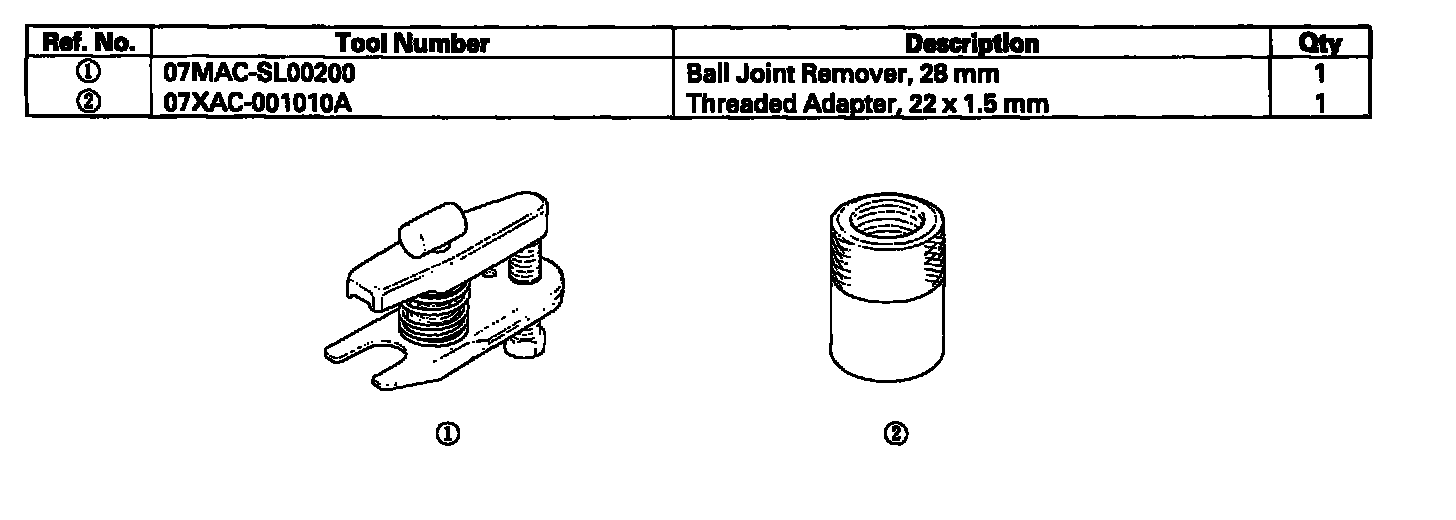 Ref. No. Tool Number Description Qty
① 07MAC-SL00200 Ball Joint Remover, 28 mm 1
② 07XAC-001010A Threaded Adapter, 22 x 1.5 mm 1
① ②